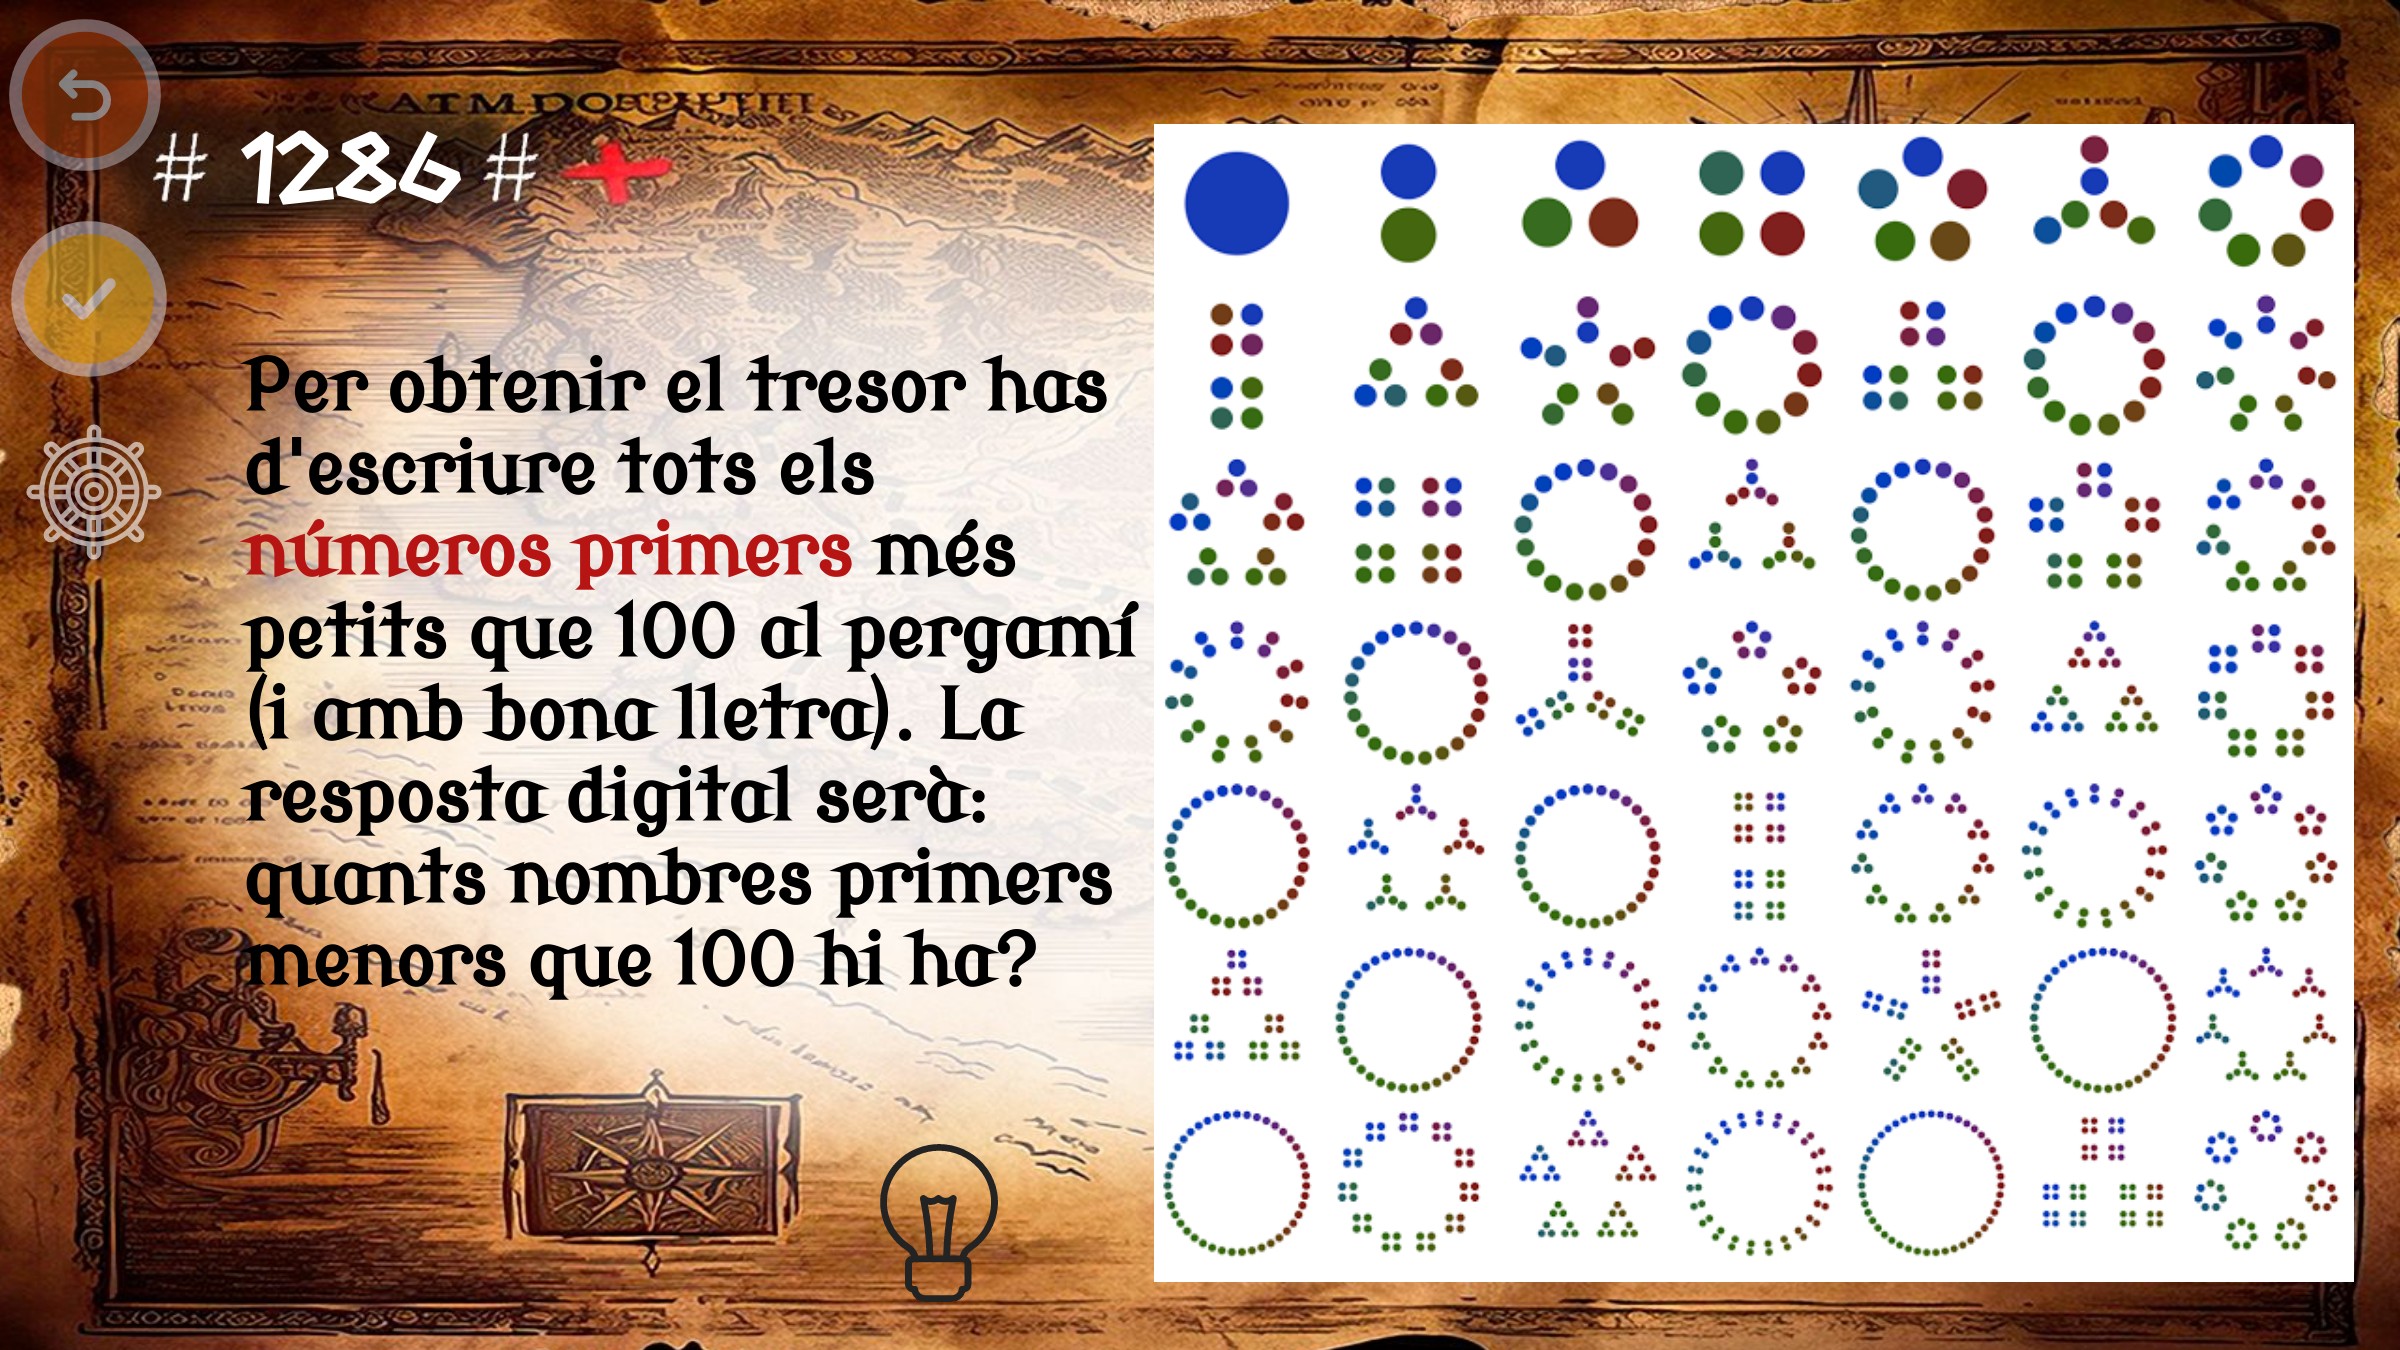 # 1286 #
Per obtenir el tresor has
d'escriure tots els
números primers més
petits que 100 al pergamí
(i amb bona lletra). La
resposta digital serà:
quants nombres primers
menors que 100 hi ha?